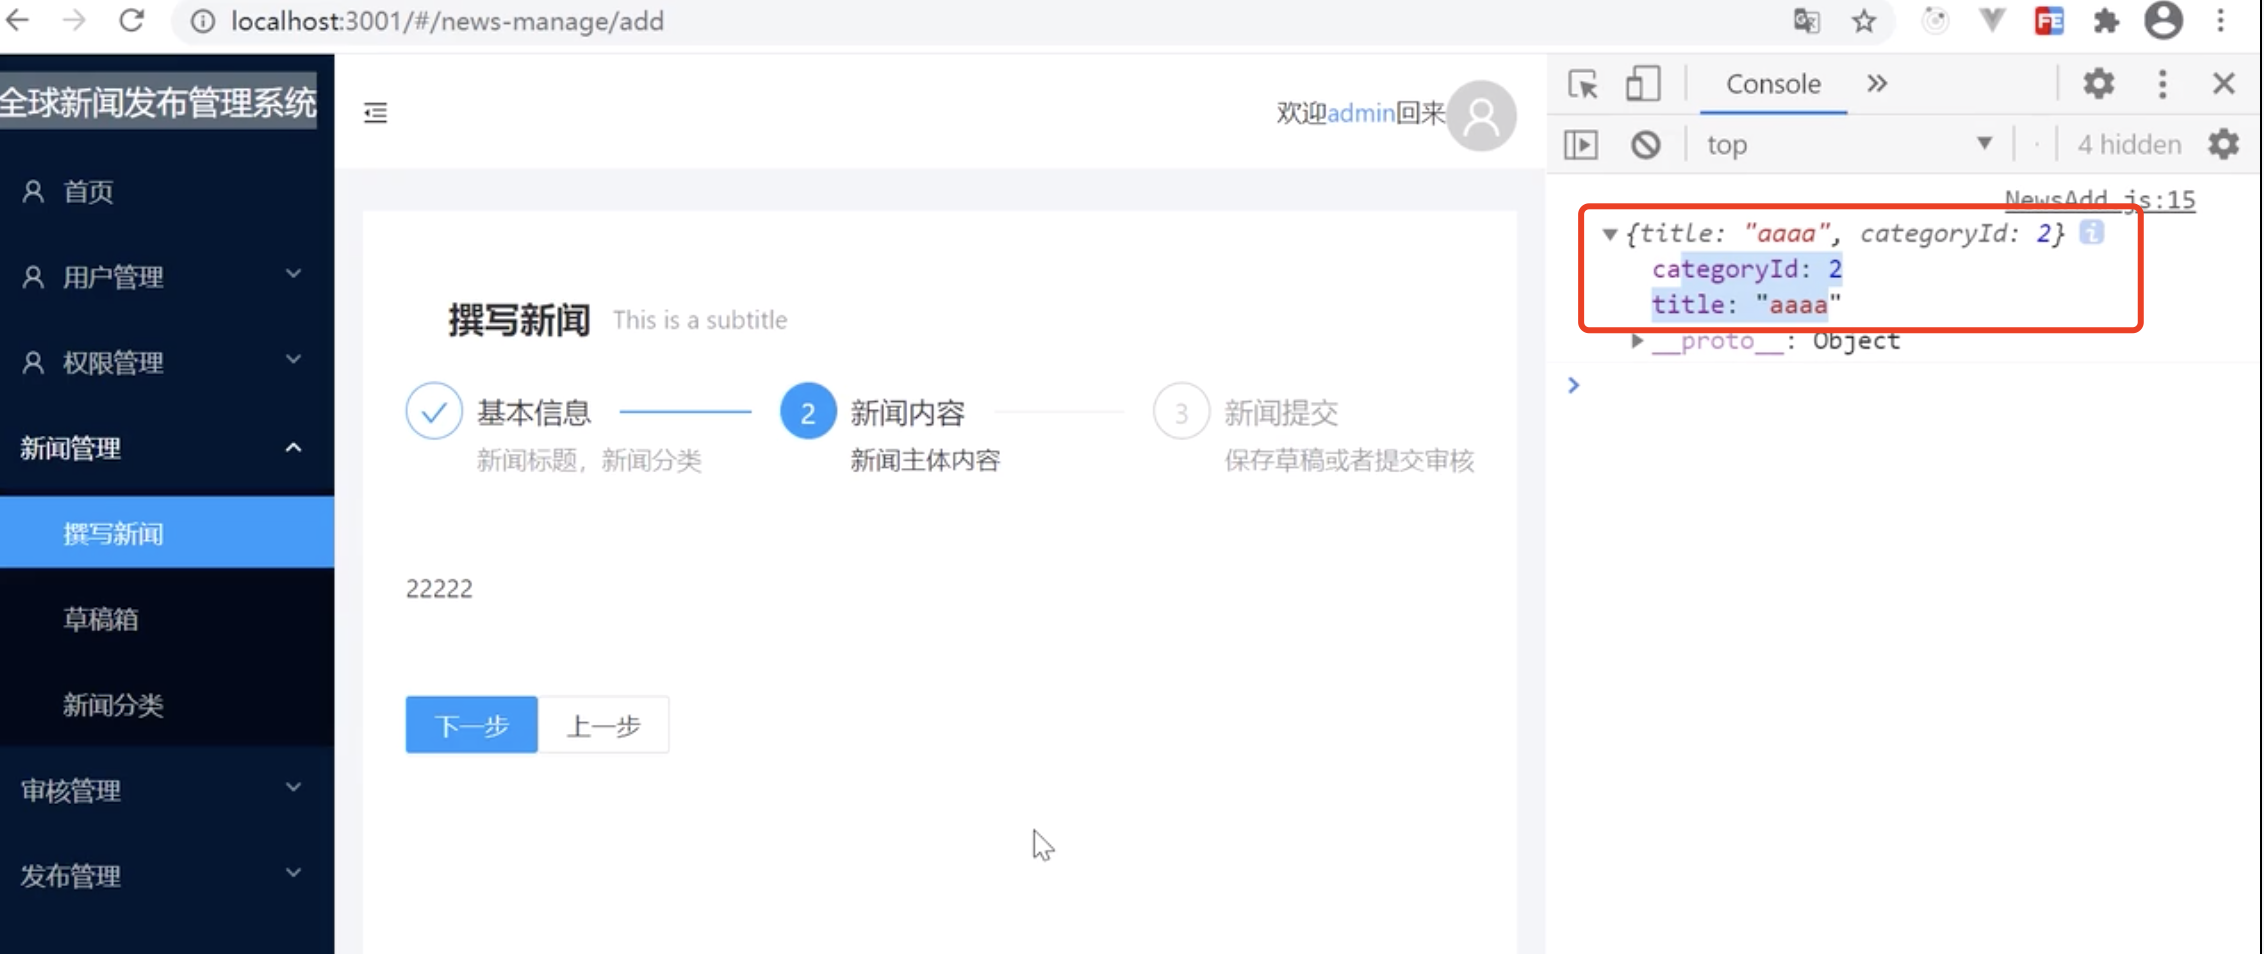 localhost:3001/#/news-manage/add
全球新闻发布管理系统
首页
用户管理
权限管理
新闻管理
撰写新闻
草稿箱
新闻分类
审核管理
发布管理
欢迎admin回来
撰写新闻 This is a subtitle
基本信息
新闻标题，新闻分类
2 新闻内容
新闻主体内容
3 新闻提交
保存草稿或者提交审核
22222
下一步 上一步
Console
top 4 hidden
NewsAdd.js:15
{title: "aaaa", categoryId: 2}
categoryId: 2
title: "aaaa"
__proto__: Object